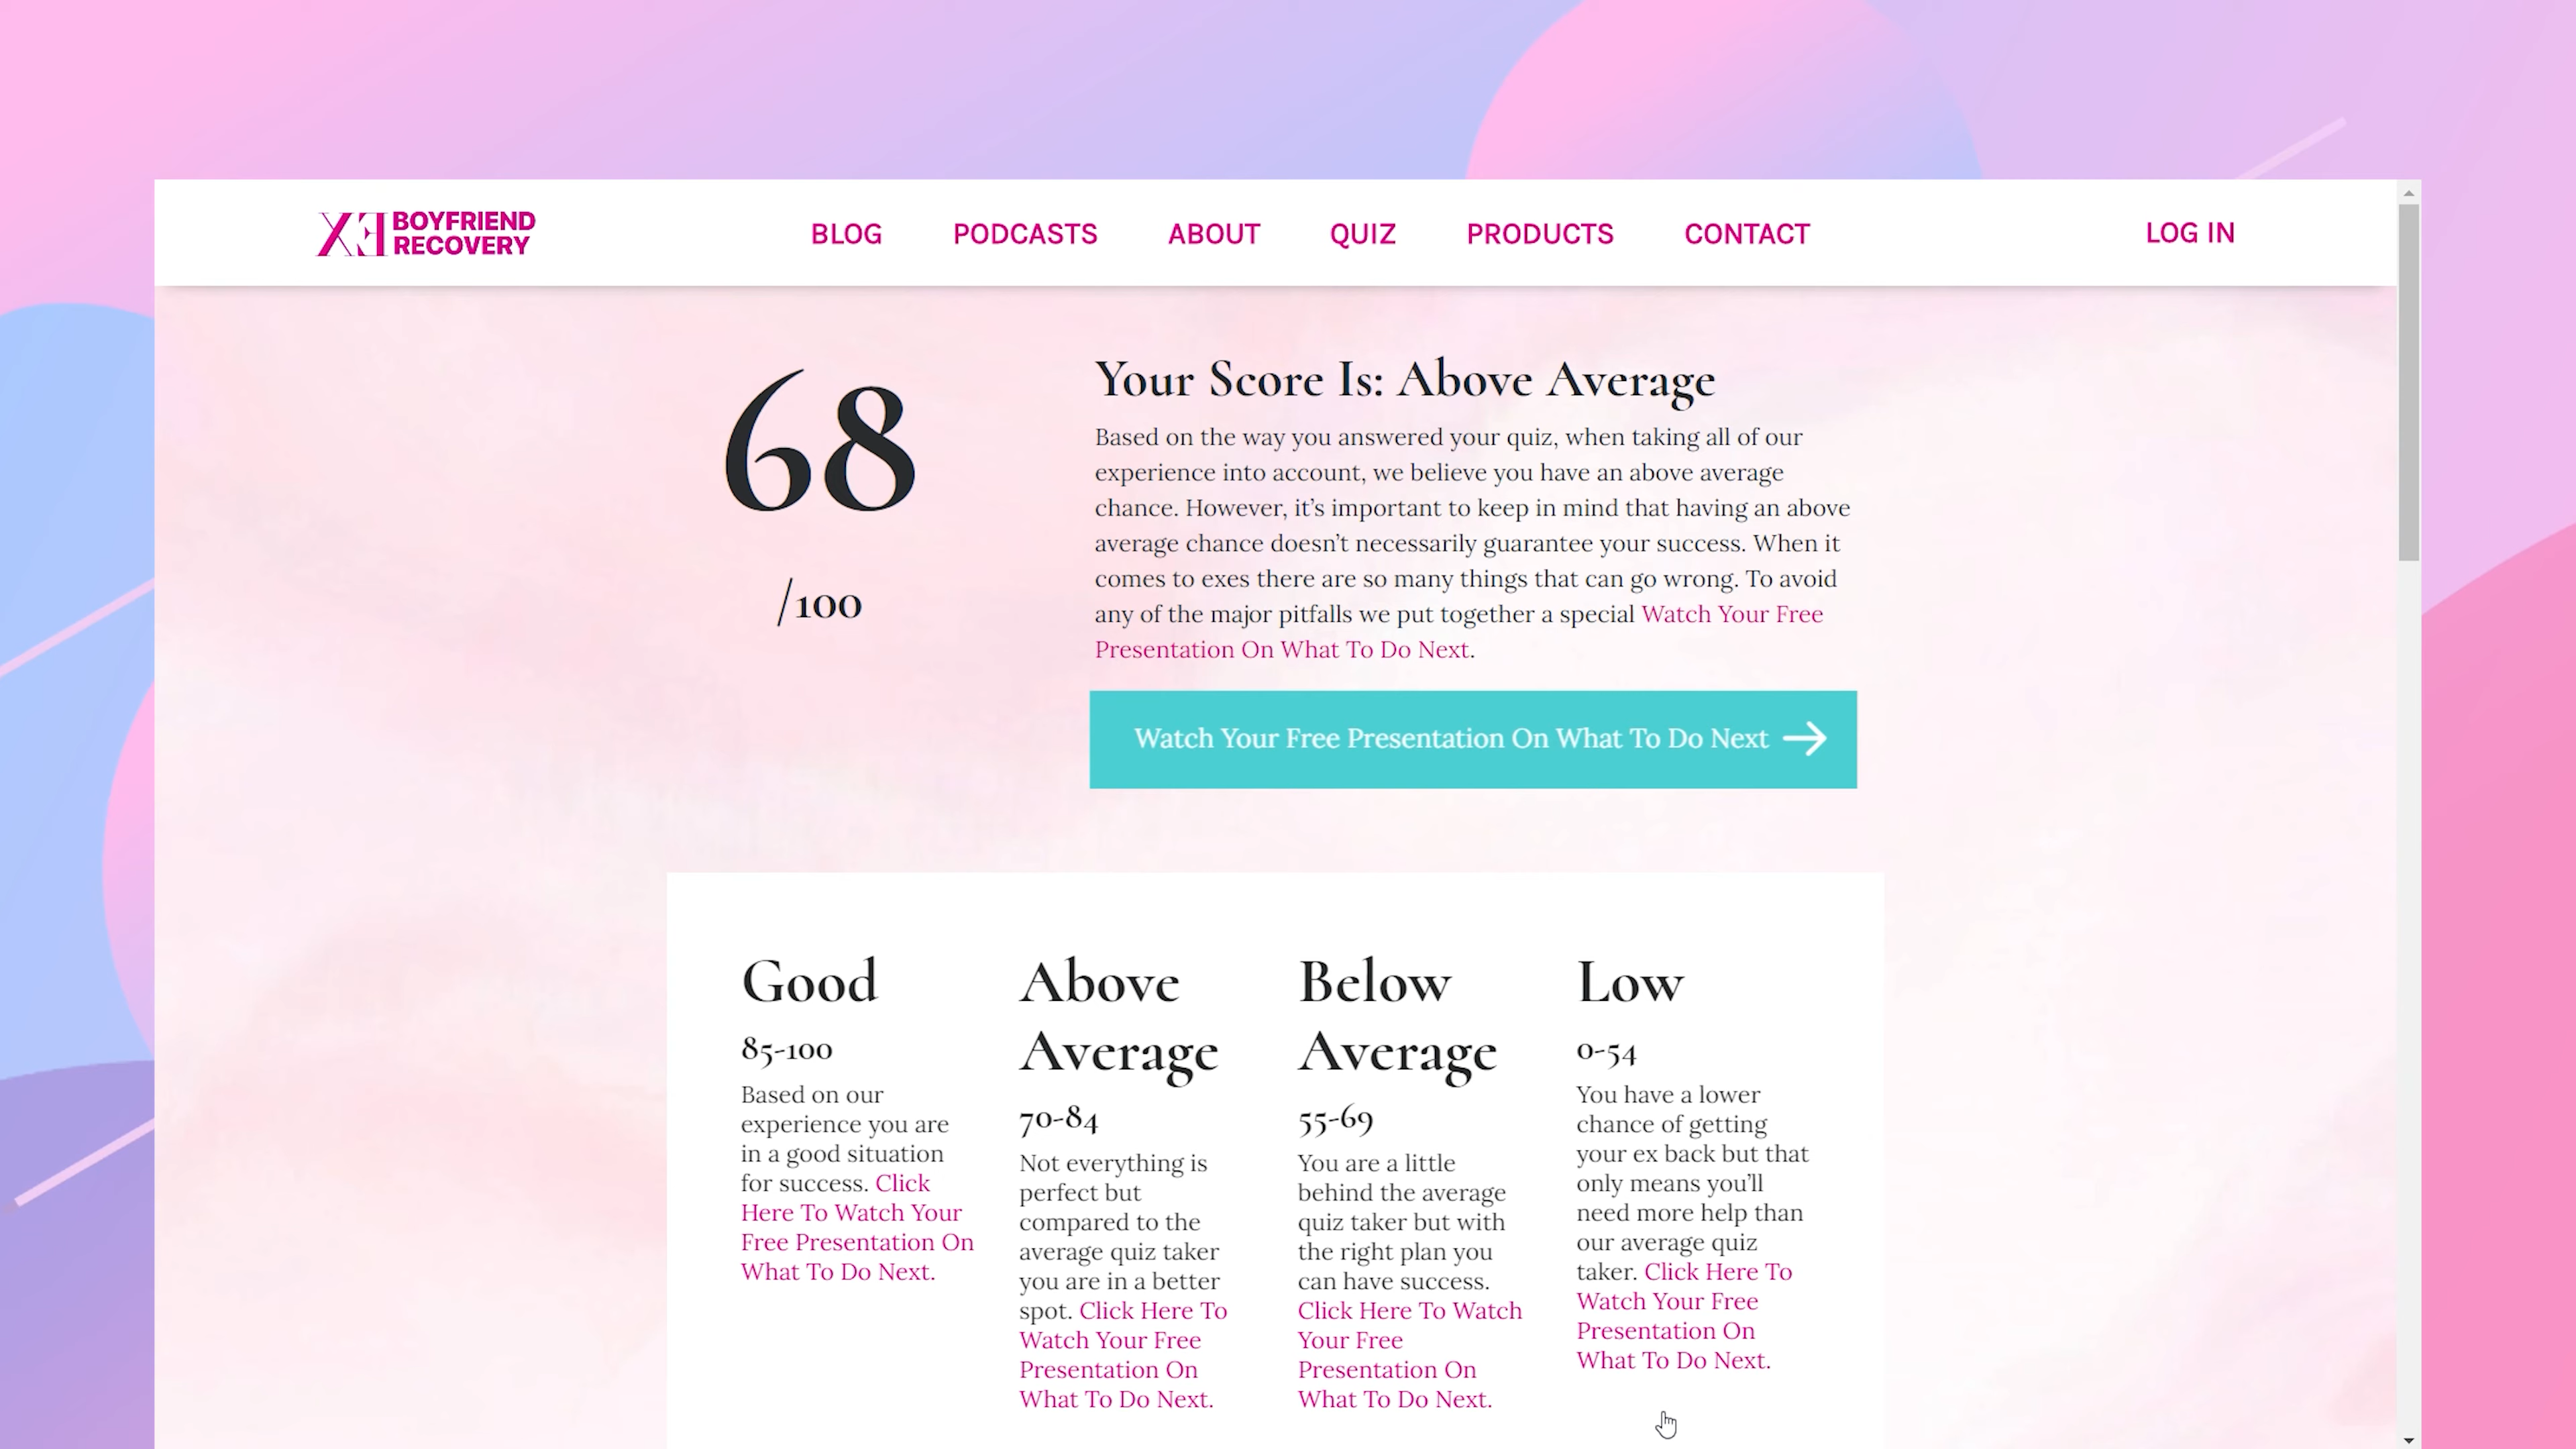 EX BOYFRIEND
RECOVERY
BLOG
PODCASTS
ABOUT
QUIZ
PRODUCTS
CONTACT
LOG IN
68
/100
Your Score Is: Above Average
Based on the way you answered your quiz, when taking all of our
experience into account, we believe you have an above average
chance. However, it's important to keep in mind that having an above
average chance doesn't necessarily guarantee your success. When it
comes to exes there are so many things that can go wrong. To avoid
any of the major pitfalls we put together a special Watch Your Free
Presentation On What To Do Next.
Watch Your Free Presentation On What To Do Next
Good
85-100
Based on our
experience you are
in a good situation
for success. Click
Here To Watch Your
Free Presentation On
What To Do Next.
Above
Average
70-84
Not everything is
perfect but
compared to the
average quiz taker
you are in a better
spot. Click Here To
Watch Your Free
Presentation On
What To Do Next.
Below
Average
55-69
You are a little
behind the average
quiz taker but with
the right plan you
can have success.
Click Here To Watch
Your Free
Presentation On
What To Do Next.
Low
0-54
You have a lower
chance of getting
your ex back but that
only means you'll
need more help than
our average quiz
taker. Click Here To
Watch Your Free
Presentation On
What To Do Next.